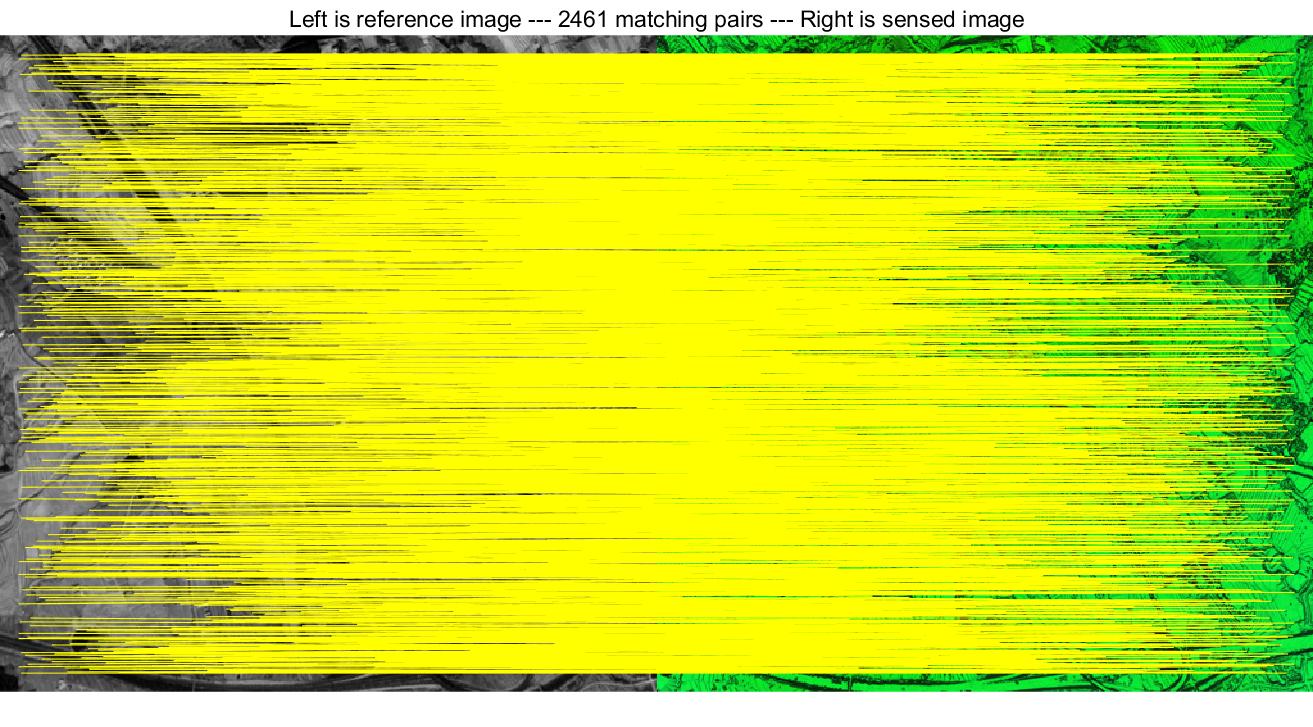 Left is reference image --- 2461 matching pairs --- Right is sensed image